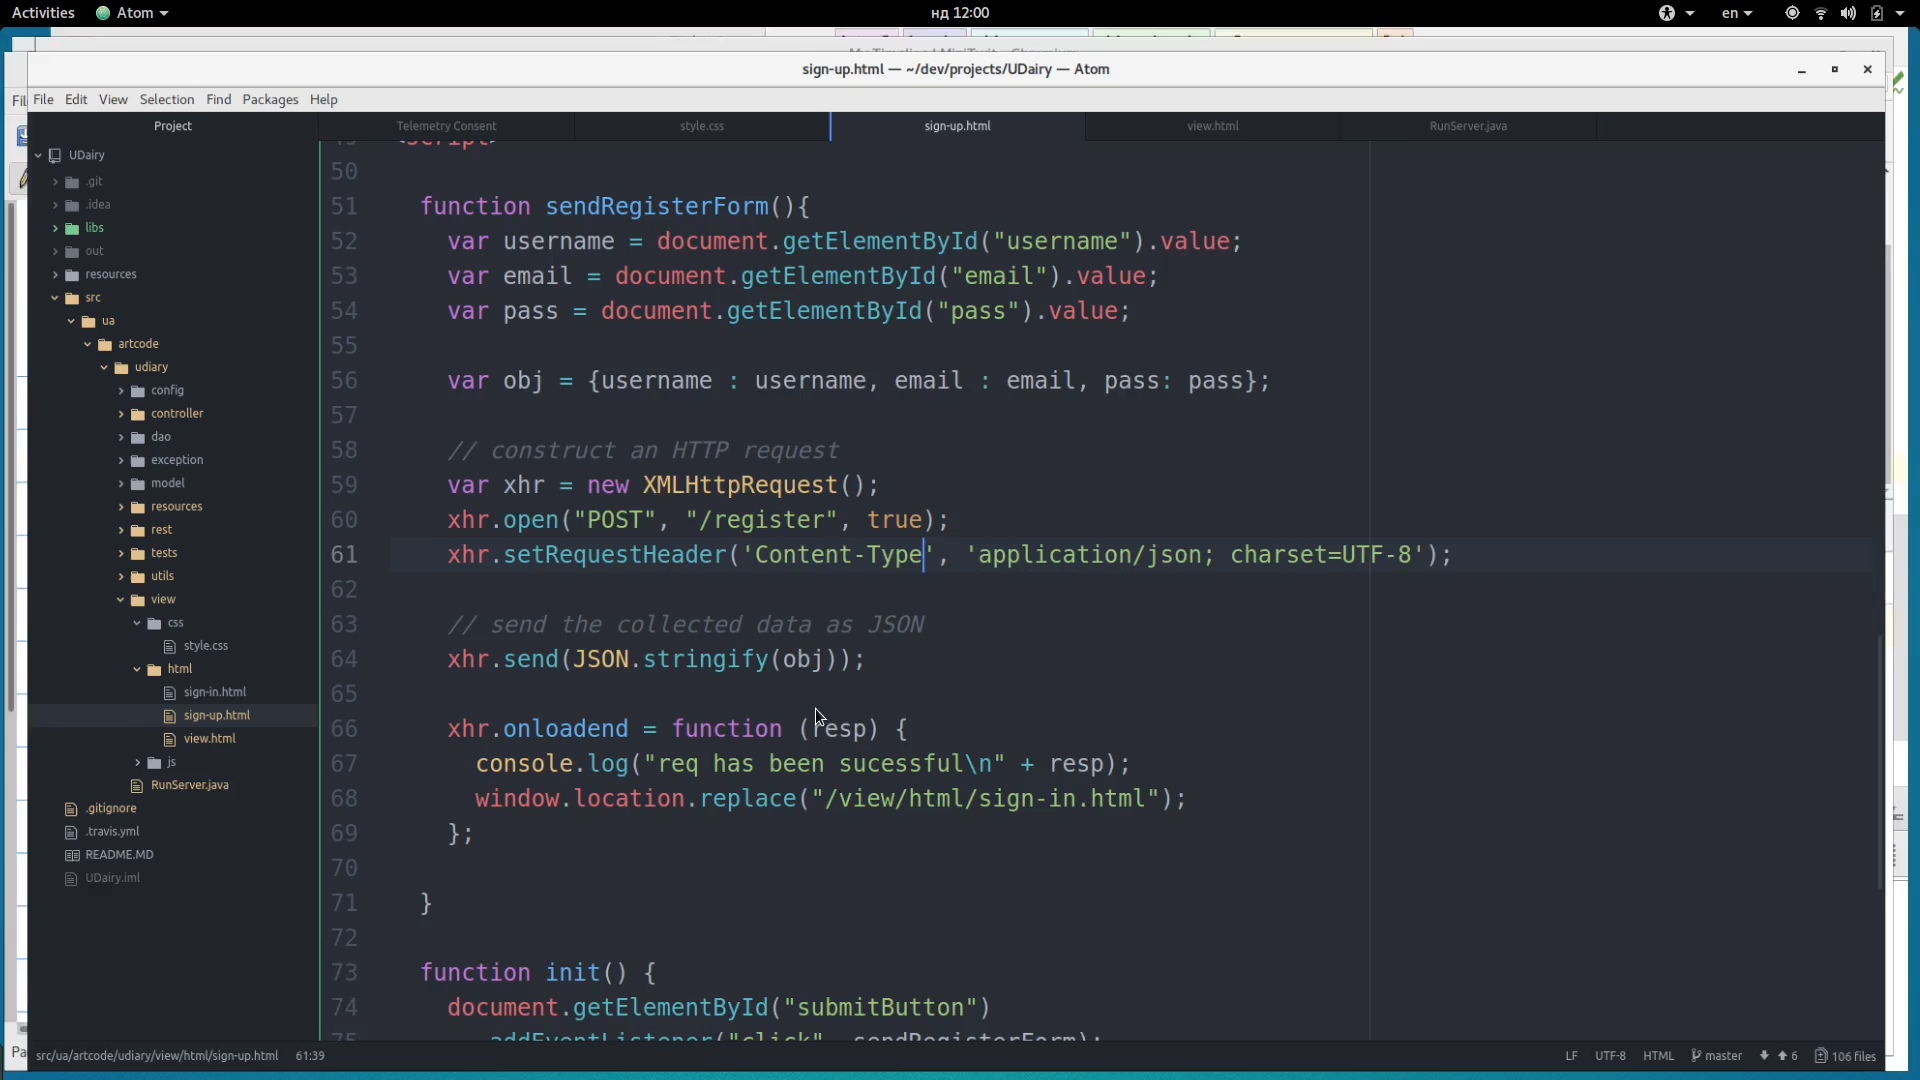 Activities
Atom
нд 12:00
en
sign-up.html — ~/dev/projects/UDairy — Atom
File Edit View Selection Find Packages Help
Project
Telemetry Consent
style.css
sign-up.html
view.html
RunServer.java
UDairy
.git
.idea
libs
out
resources
src
ua
artcode
udiary
config
controller
dao
exception
model
resources
rest
tests
utils
view
css
style.css
html
sign-in.html
sign-up.html
view.html
js
RunServer.java
.gitignore
.travis.yml
README.MD
UDairy.iml
49 <script>
50
51 function sendRegisterForm(){
52 var username = document.getElementById("username").value;
53 var email = document.getElementById("email").value;
54 var pass = document.getElementById("pass").value;
55
56 var obj = {username : username, email : email, pass: pass};
57
58 // construct an HTTP request
59 var xhr = new XMLHttpRequest();
60 xhr.open("POST", "/register", true);
61 xhr.setRequestHeader('Content-Type', 'application/json; charset=UTF-8');
62
63 // send the collected data as JSON
64 xhr.send(JSON.stringify(obj));
65
66 xhr.onloadend = function (resp) {
67 console.log("req has been sucessful\n" + resp);
68 window.location.replace("/view/html/sign-in.html");
69 };
70
71 }
72
73 function init() {
74 document.getElementById("submitButton")
75 .addEventListener("click", sendRegisterForm);
src/ua/artcode/udiary/view/html/sign-up.html 61:39
LF UTF-8 HTML master 6 106 files